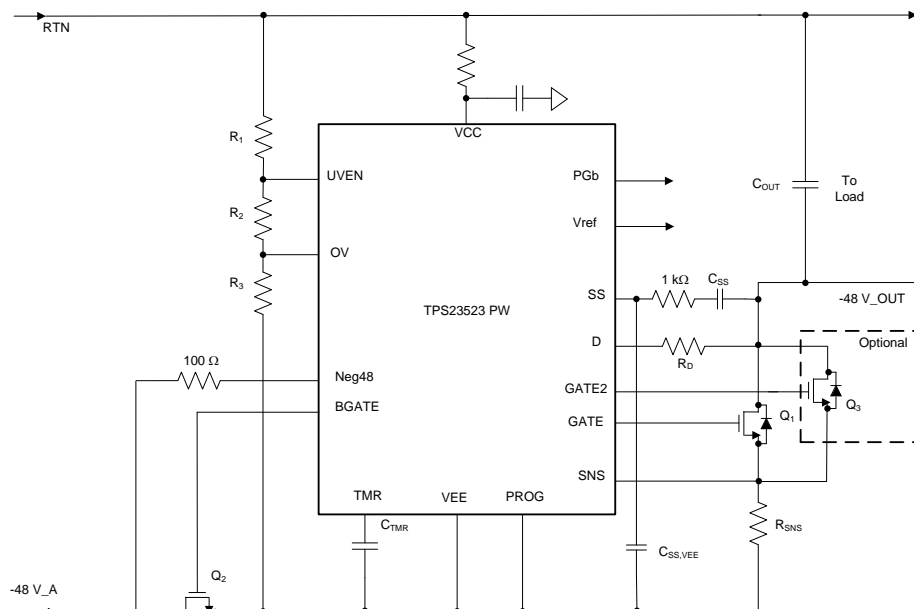 RTN
VCC
R1
UVEN
PGb
COUT
To
Load
R2
Vref
OV
R3
1 kΩ
CSS
SS
-48 V_OUT
TPS23523 PW
D
Optional
RD
100 Ω
Neg48
GATE2
BGATE
Q3
GATE
Q1
SNS
TMR
VEE
PROG
CTMR
RSNS
CSS,VEE
Q2
-48 V_A